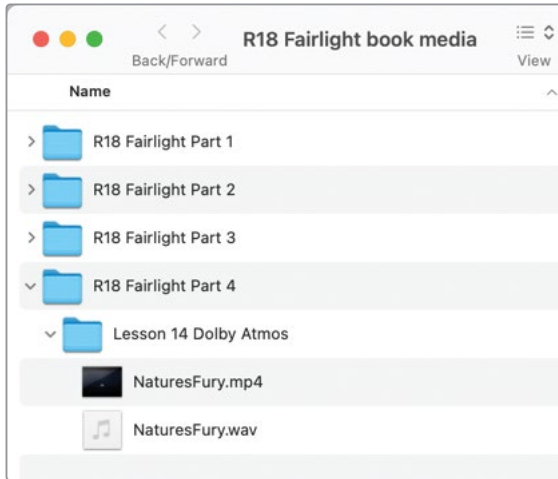 R18 Fairlight book media
Back/Forward
View
Name
R18 Fairlight Part 1
R18 Fairlight Part 2
R18 Fairlight Part 3
R18 Fairlight Part 4
Lesson 14 Dolby Atmos
NaturesFury.mp4
NaturesFury.wav